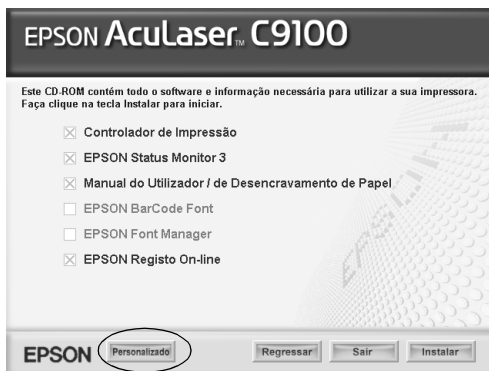 EPSON AcuLaser™ C9100
Este CD-ROM contém todo o software e informação necessária para utilizar a sua impressora.
Faça clique na tecla Instalar para iniciar.
Controlador de Impressão
EPSON Status Monitor 3
Manual do Utilizador / de Desencravamento de Papel
EPSON BarCode Font
EPSON Font Manager
EPSON Registo On-line
EPSON
EPSON Personalizado Regressar Sair Instalar